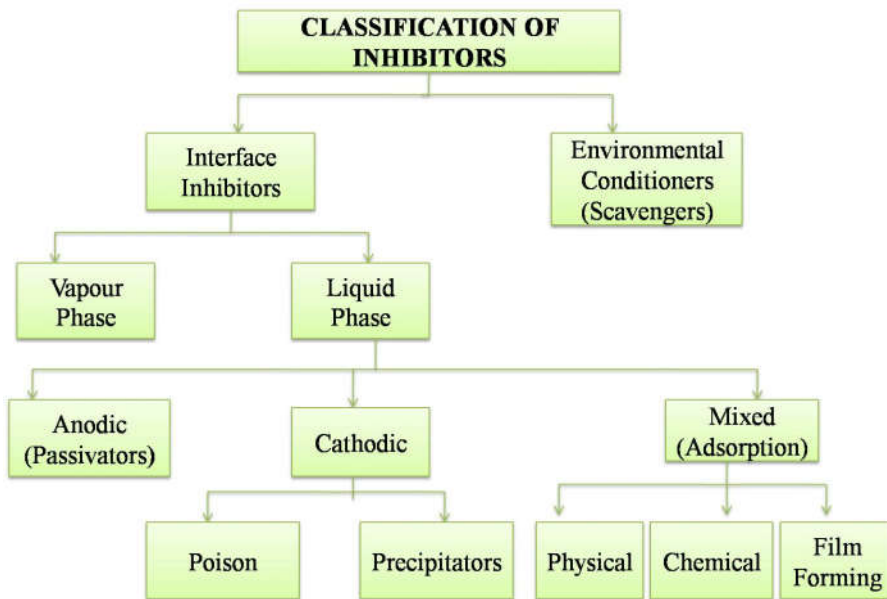 CLASSIFICATION OF
INHIBITORS
Interface
Inhibitors
Environmental
Conditioners
(Scavengers)
Vapour
Phase
Liquid
Phase
Anodic
(Passivators)
Cathodic
Mixed
(Adsorption)
Poison
Precipitators
Physical
Chemical
Film
Forming